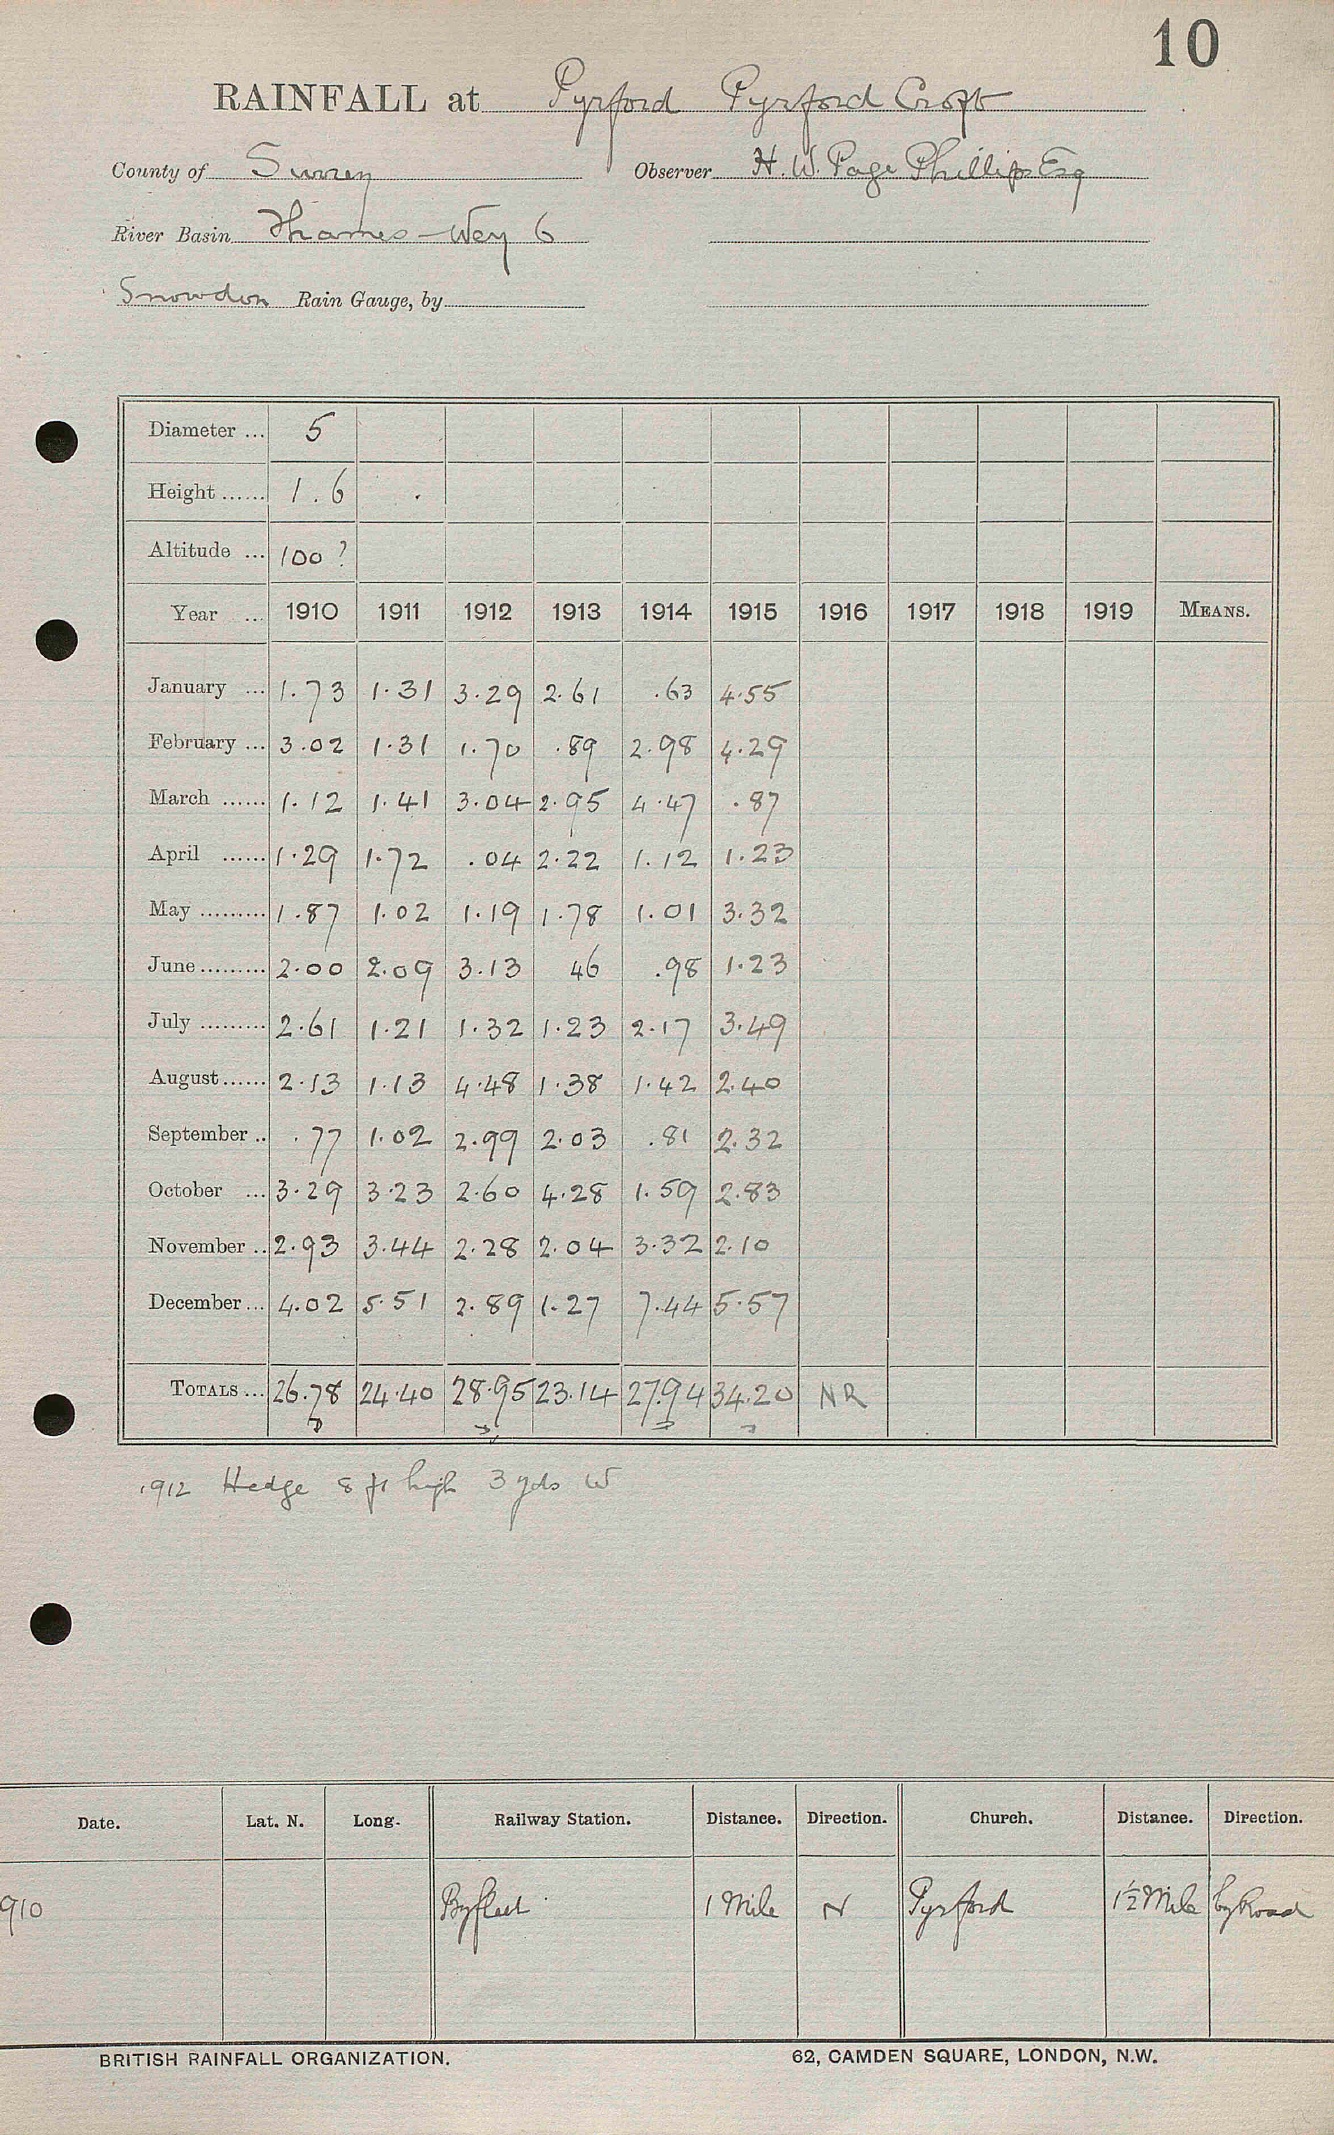 10
RAINFALL at Pyrford Pyrford Croft
County of Surrey Observer H. W. Page Phillips Esq
River Basin Thames - Wey 6
Snowdon Rain Gauge, by
Diameter ... 5
Height ...... 1.6
Altitude ... 100 ?
Year ... 1910 1911 1912 1913 1914 1915 1916 1917 1918 1919 MEANS.
January ... 1.73 1.31 3.29 2.61 .63 4.55
February ... 3.02 1.31 1.70 .89 2.98 4.29
March ...... 1.12 1.41 3.04 2.95 4.47 .87
April ...... 1.29 1.72 .04 2.22 1.12 1.23
May ......... 1.87 1.02 1.19 1.78 1.01 3.32
June ......... 2.00 2.09 3.13 46 .98 1.23
July ......... 2.61 1.21 1.32 1.23 2.17 3.49
August ...... 2.13 1.13 4.48 1.38 1.42 2.40
September .. .77 1.02 2.99 2.03 .81 2.32
October ... 3.29 3.23 2.60 4.28 1.59 2.83
November .. 2.93 3.44 2.28 2.04 3.32 2.10
December ... 4.02 5.51 2.89 1.27 7.44 5.57
TOTALS ... 26.78 24.40 28.95 23.14 27.94 34.20 NR
1912 Hedge 8 ft high 3 yds W
Date. Lat. N. Long. Railway Station. Distance. Direction. Church. Distance. Direction.
910 Byfleet 1 Mile N Pyrford 1½ Mile by Road
BRITISH RAINFALL ORGANIZATION. 62, CAMDEN SQUARE, LONDON, N.W.